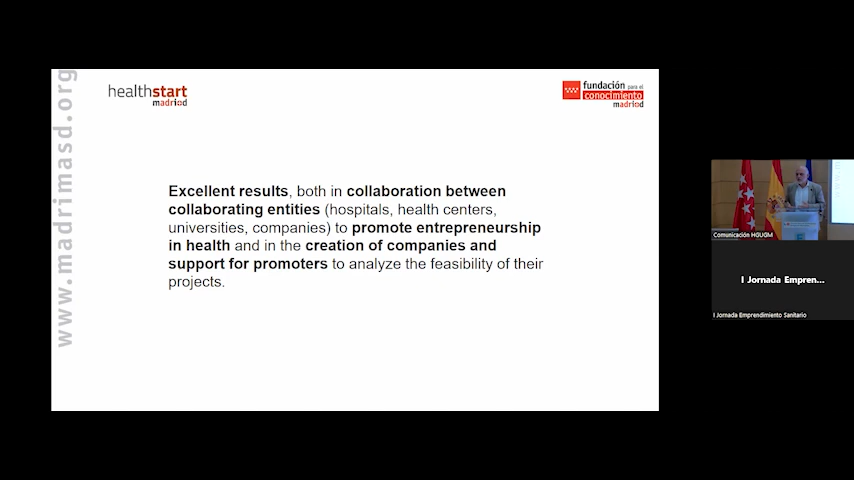 www.madrimasd.org
healthstart
madrid
fundación para el
conocimiento
madrid
Excellent results, both in collaboration between
collaborating entities (hospitals, health centers,
universities, companies) to promote entrepreneurship
in health and in the creation of companies and
support for promoters to analyze the feasibility of their
projects.
Comunicación HGUGM
I Jornada Empren...
I Jornada Emprendimiento Sanitario